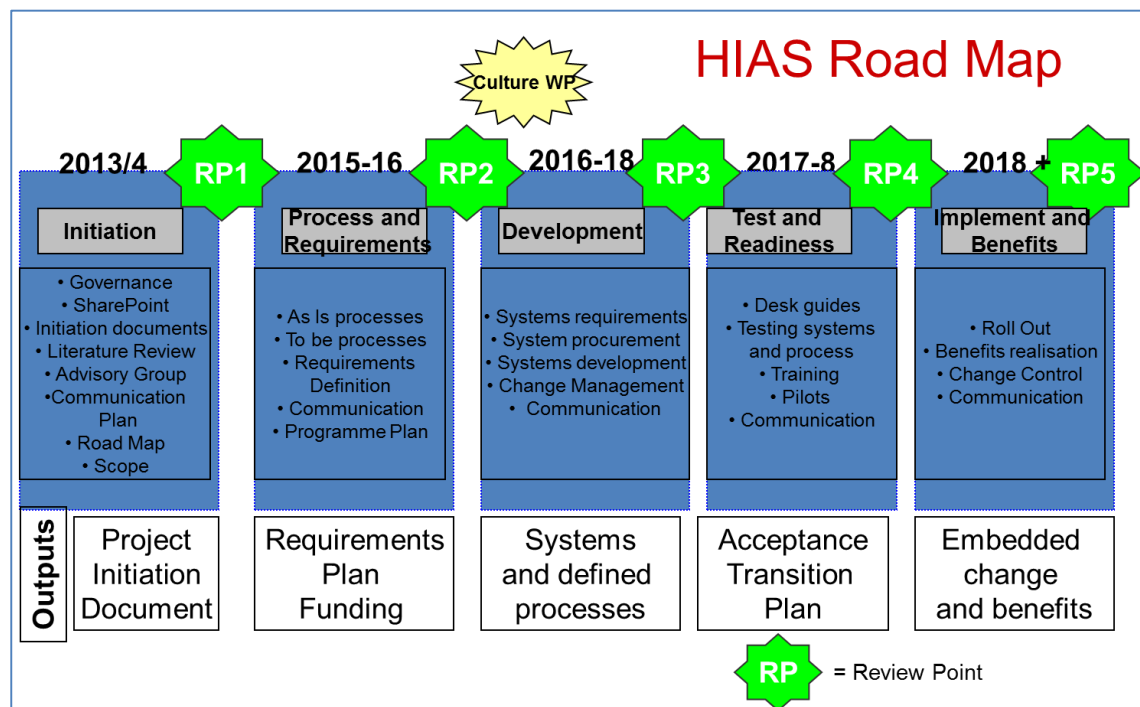 HIAS Road Map
Culture WP
2013/4
RP1
2015-16
RP2
2016-18
RP3
2017-8
RP4
2018 +
RP5
Initiation
Process and
Requirements
Development
Test and
Readiness
Implement and
Benefits
• Governance
• SharePoint
• Initiation documents
• Literature Review
• Advisory Group
•Communication
Plan
• Road Map
• Scope
• As Is processes
• To be processes
• Requirements
Definition
• Communication
• Programme Plan
• Systems requirements
• System procurement
• Systems development
• Change Management
• Communication
• Desk guides
• Testing systems
and process
• Training
• Pilots
• Communication
• Roll Out
• Benefits realisation
• Change Control
• Communication
Outputs
Project
Initiation
Document
Requirements
Plan
Funding
Systems
and defined
processes
Acceptance
Transition
Plan
Embedded
change
and benefits
RP
= Review Point